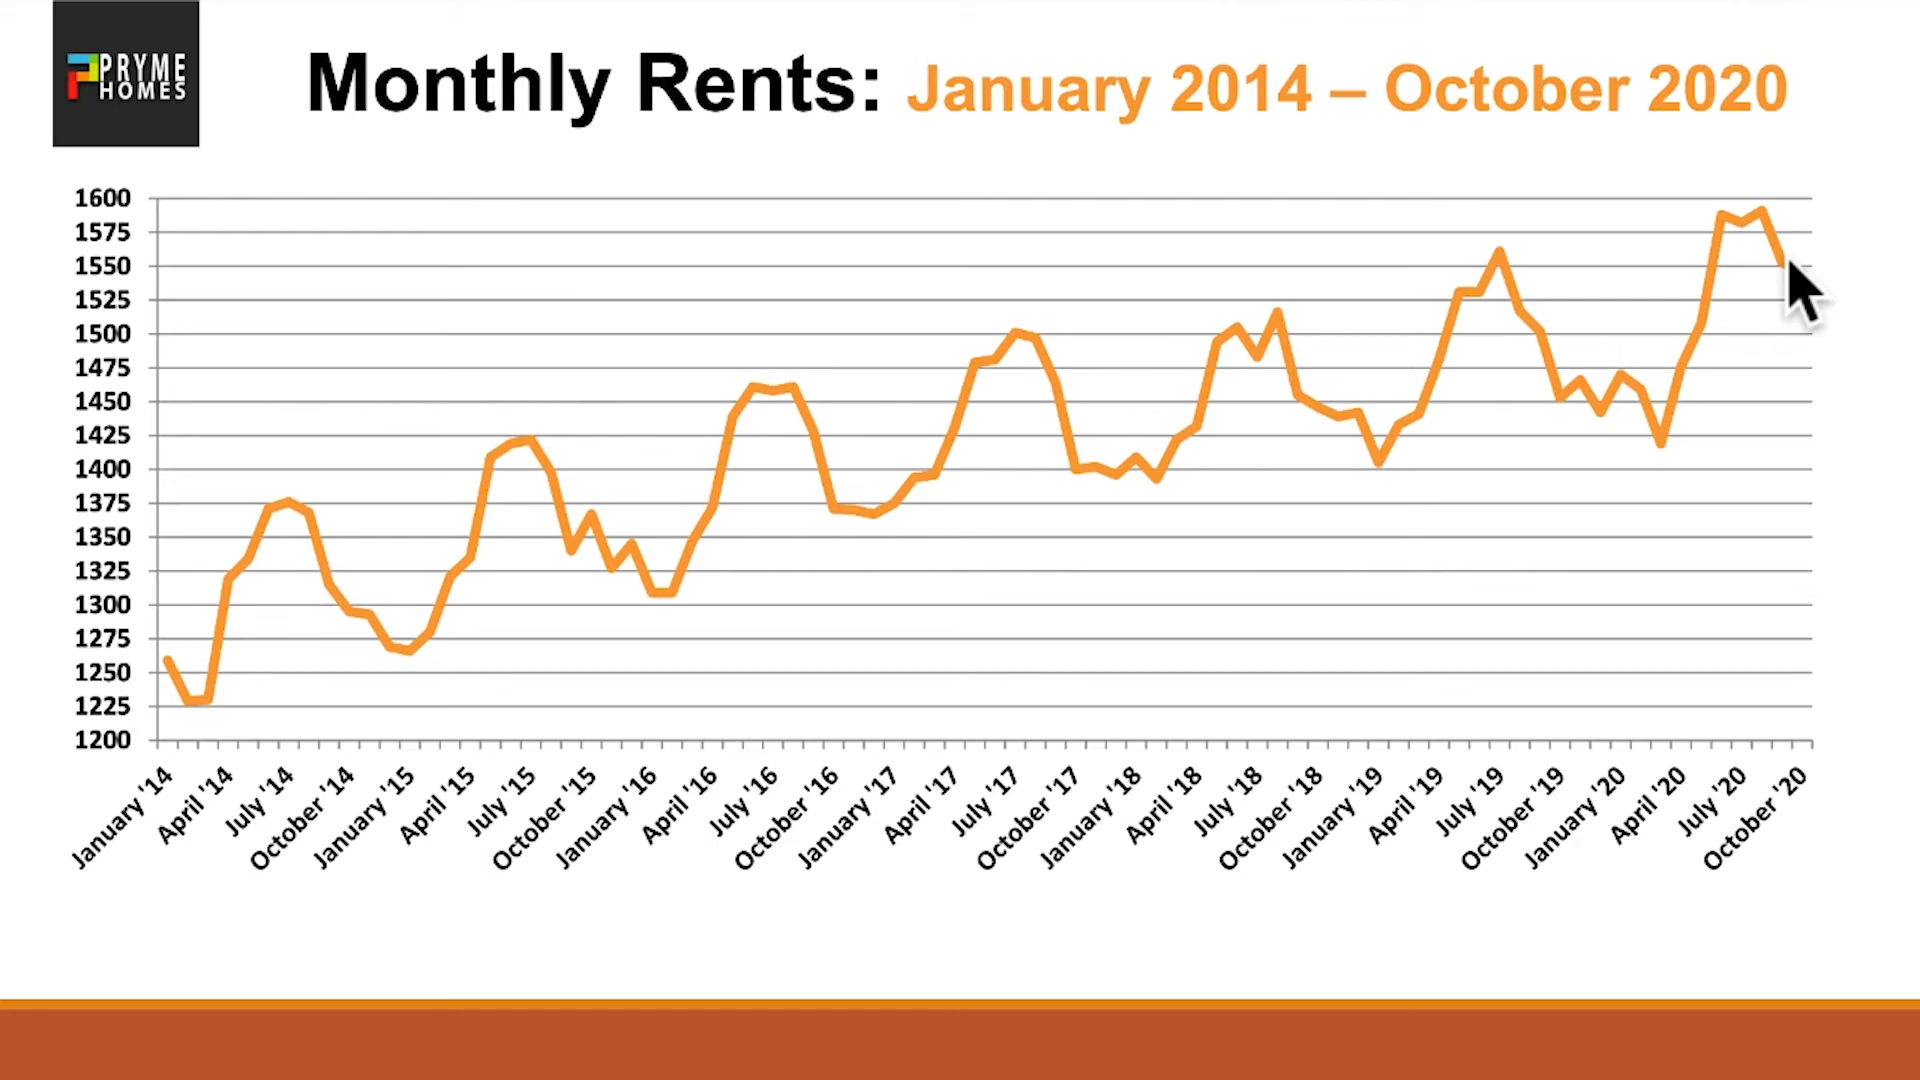 PRYME
HOMES
Monthly Rents: January 2014 – October 2020
1600
1575
1550
1525
1500
1475
1450
1425
1400
1375
1350
1325
1300
1275
1250
1225
1200
January '14
April '14
July '14
October '14
January '15
April '15
July '15
October '15
January '16
April '16
July '16
October '16
January '17
April '17
July '17
October '17
January '18
April '18
July '18
October '18
January '19
April '19
July '19
October '19
January '20
April '20
July '20
October '20